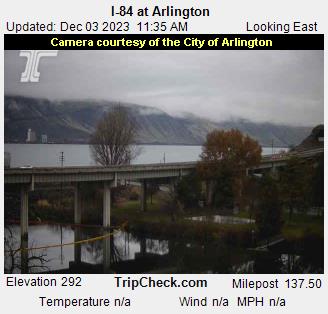 I-84 at Arlington
Updated: Dec 03 2023 11:35 AM Looking East
Camera courtesy of the City of Arlington
Elevation 292 TripCheck.com Milepost 137.50
Temperature n/a Wind n/a MPH n/a